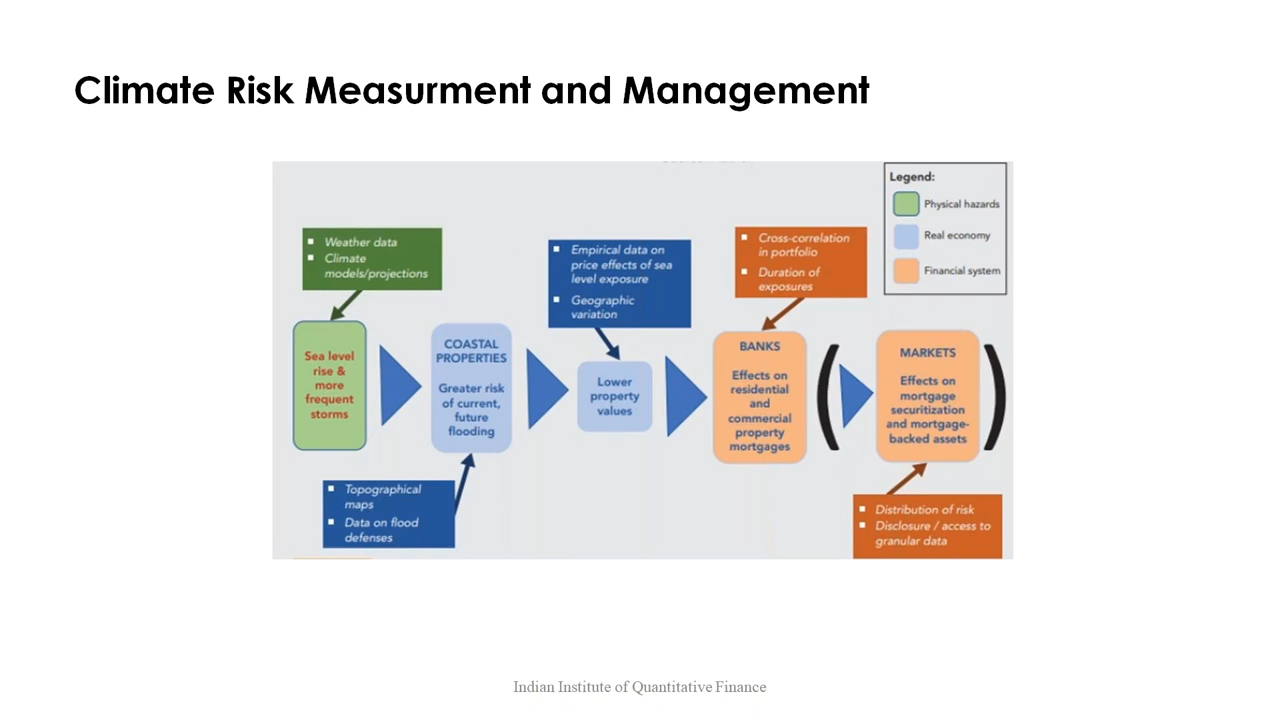 Climate Risk Measurment and Management
Legend:
Physical hazards
Real economy
Financial system
▪ Weather data
▪ Climate
models/projections
▪ Empirical data on
price effects of sea
level exposure
▪ Geographic
variation
▪ Cross-correlation
in portfolio
▪ Duration of
exposures
Sea level
rise &
more
frequent
storms
COASTAL
PROPERTIES
Greater risk
of current,
future
flooding
Lower
property
values
BANKS
Effects on
residential
and
commercial
property
mortgages
(
MARKETS
Effects on
mortgage
securitization
and mortgage-
backed assets
)
▪ Topographical
maps
▪ Data on flood
defenses
▪ Distribution of risk
▪ Disclosure / access to
granular data
Indian Institute of Quantitative Finance